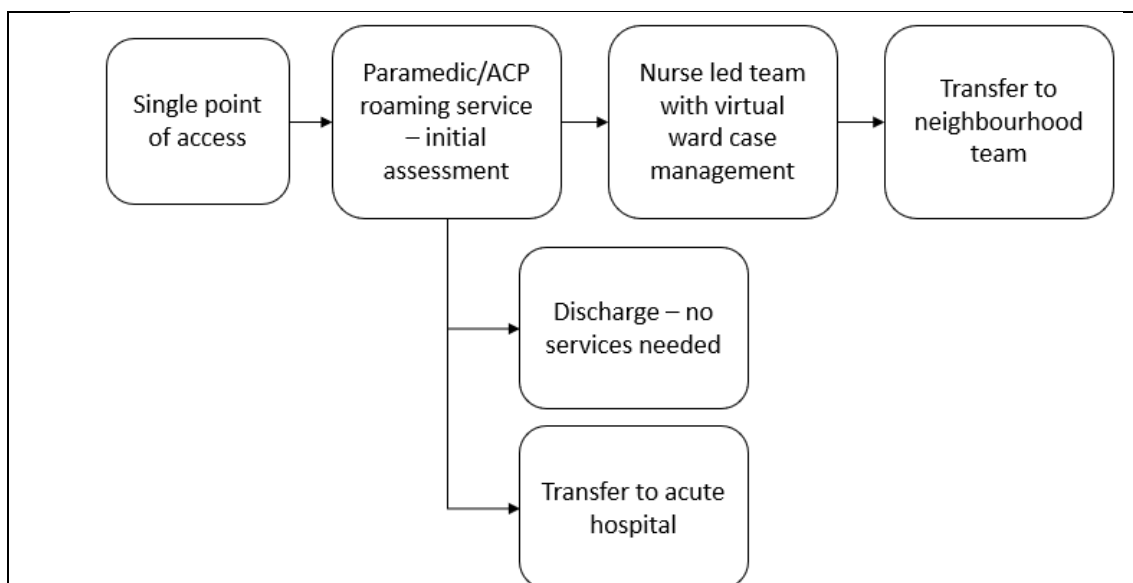 Single point
of access
Paramedic/ACP
roaming service
– initial
assessment
Nurse led team
with virtual
ward case
management
Transfer to
neighbourhood
team
Discharge – no
services needed
Transfer to acute
hospital